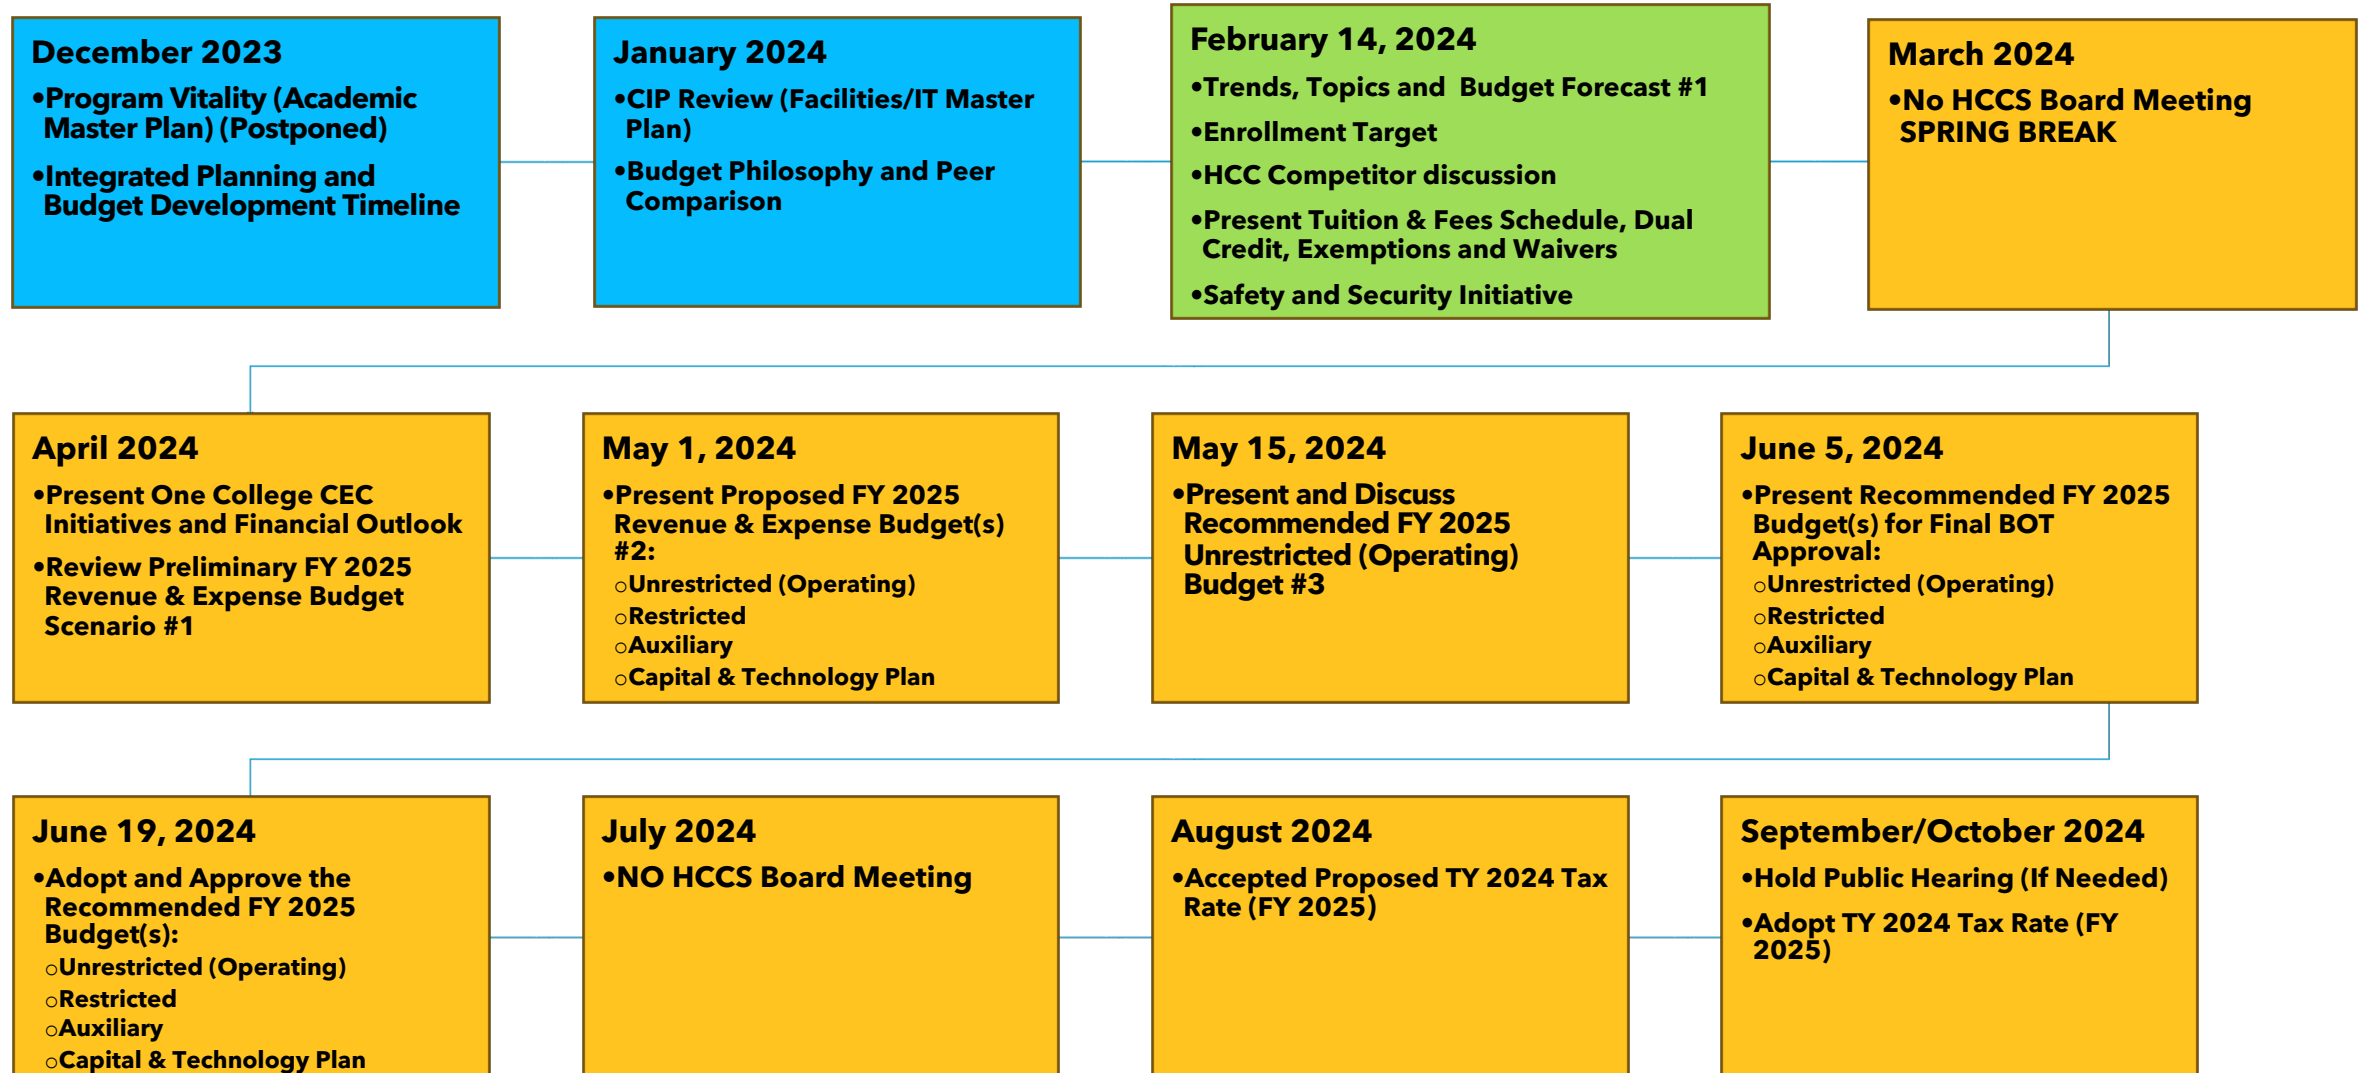 December 2023
•Program Vitality (Academic
Master Plan) (Postponed)
•Integrated Planning and
Budget Development Timeline
January 2024
•CIP Review (Facilities/IT Master
Plan)
•Budget Philosophy and Peer
Comparison
February 14, 2024
•Trends, Topics and  Budget Forecast #1
•Enrollment Target
•HCC Competitor discussion
•Present Tuition & Fees Schedule, Dual
Credit, Exemptions and Waivers
•Safety and Security Initiative
March 2024
•No HCCS Board Meeting
SPRING BREAK
April 2024
•Present One College CEC
Initiatives and Financial Outlook
•Review Preliminary FY 2025
Revenue & Expense Budget
Scenario #1
May 1, 2024
•Present Proposed FY 2025
Revenue & Expense Budget(s)
#2:
○Unrestricted (Operating)
○Restricted
○Auxiliary
○Capital & Technology Plan
May 15, 2024
•Present and Discuss
Recommended FY 2025
Unrestricted (Operating)
Budget #3
June 5, 2024
•Present Recommended FY 2025
Budget(s) for Final BOT
Approval:
○Unrestricted (Operating)
○Restricted
○Auxiliary
○Capital & Technology Plan
June 19, 2024
•Adopt and Approve the
Recommended FY 2025
Budget(s):
○Unrestricted (Operating)
○Restricted
○Auxiliary
○Capital & Technology Plan
July 2024
•NO HCCS Board Meeting
August 2024
•Accepted Proposed TY 2024 Tax
Rate (FY 2025)
September/October 2024
•Hold Public Hearing (If Needed)
•Adopt TY 2024 Tax Rate (FY
2025)